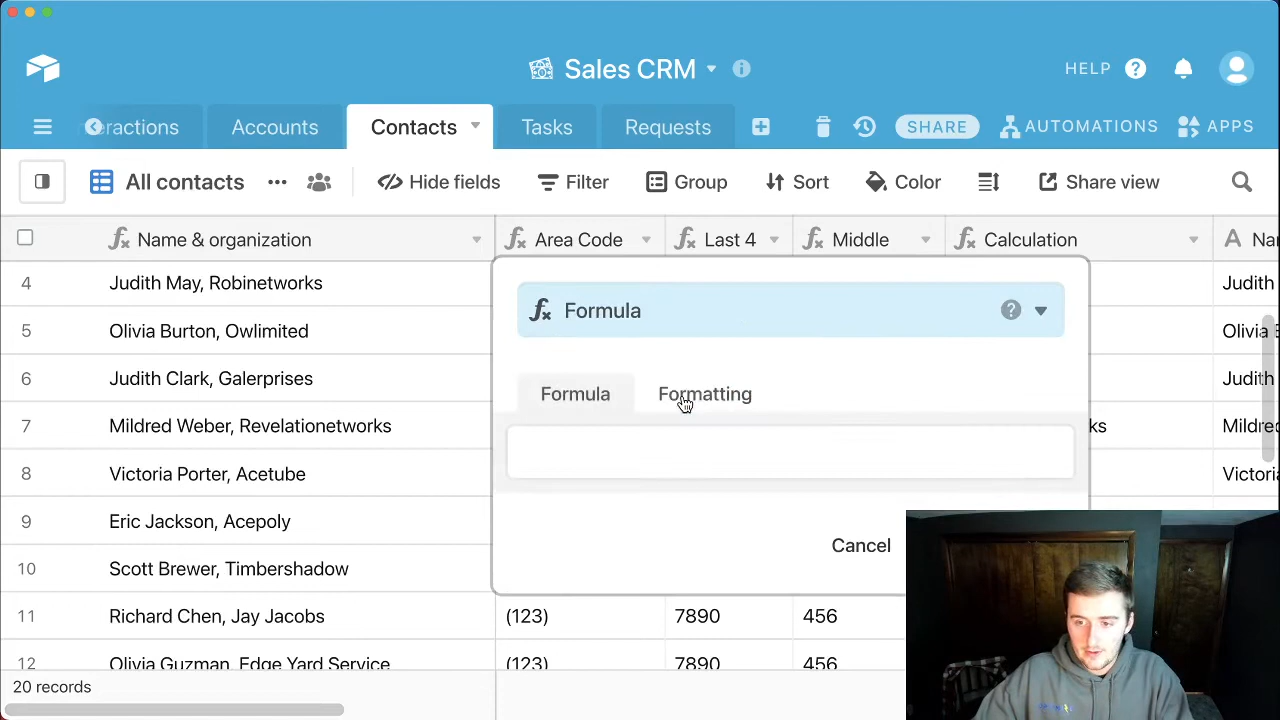 Sales CRM
HELP
eractions
Accounts
Contacts
Tasks
Requests
SHARE
AUTOMATIONS
APPS
All contacts
Hide fields
Filter
Group
Sort
Color
Share view
Name & organization
Area Code
Last 4
Middle
Calculation
A Nar
4 Judith May, Robinetworks
Judith
5 Olivia Burton, Owlimited
Olivia B
6 Judith Clark, Galerprises
Judith
7 Mildred Weber, Revelationetworks
ks
Mildred
8 Victoria Porter, Acetube
Victoria
9 Eric Jackson, Acepoly
10 Scott Brewer, Timbershadow
11 Richard Chen, Jay Jacobs (123) 7890 456
12 Olivia Guzman, Edge Yard Service (123) 7890 456
20 records
fx Formula
Formula
Formatting
Cancel